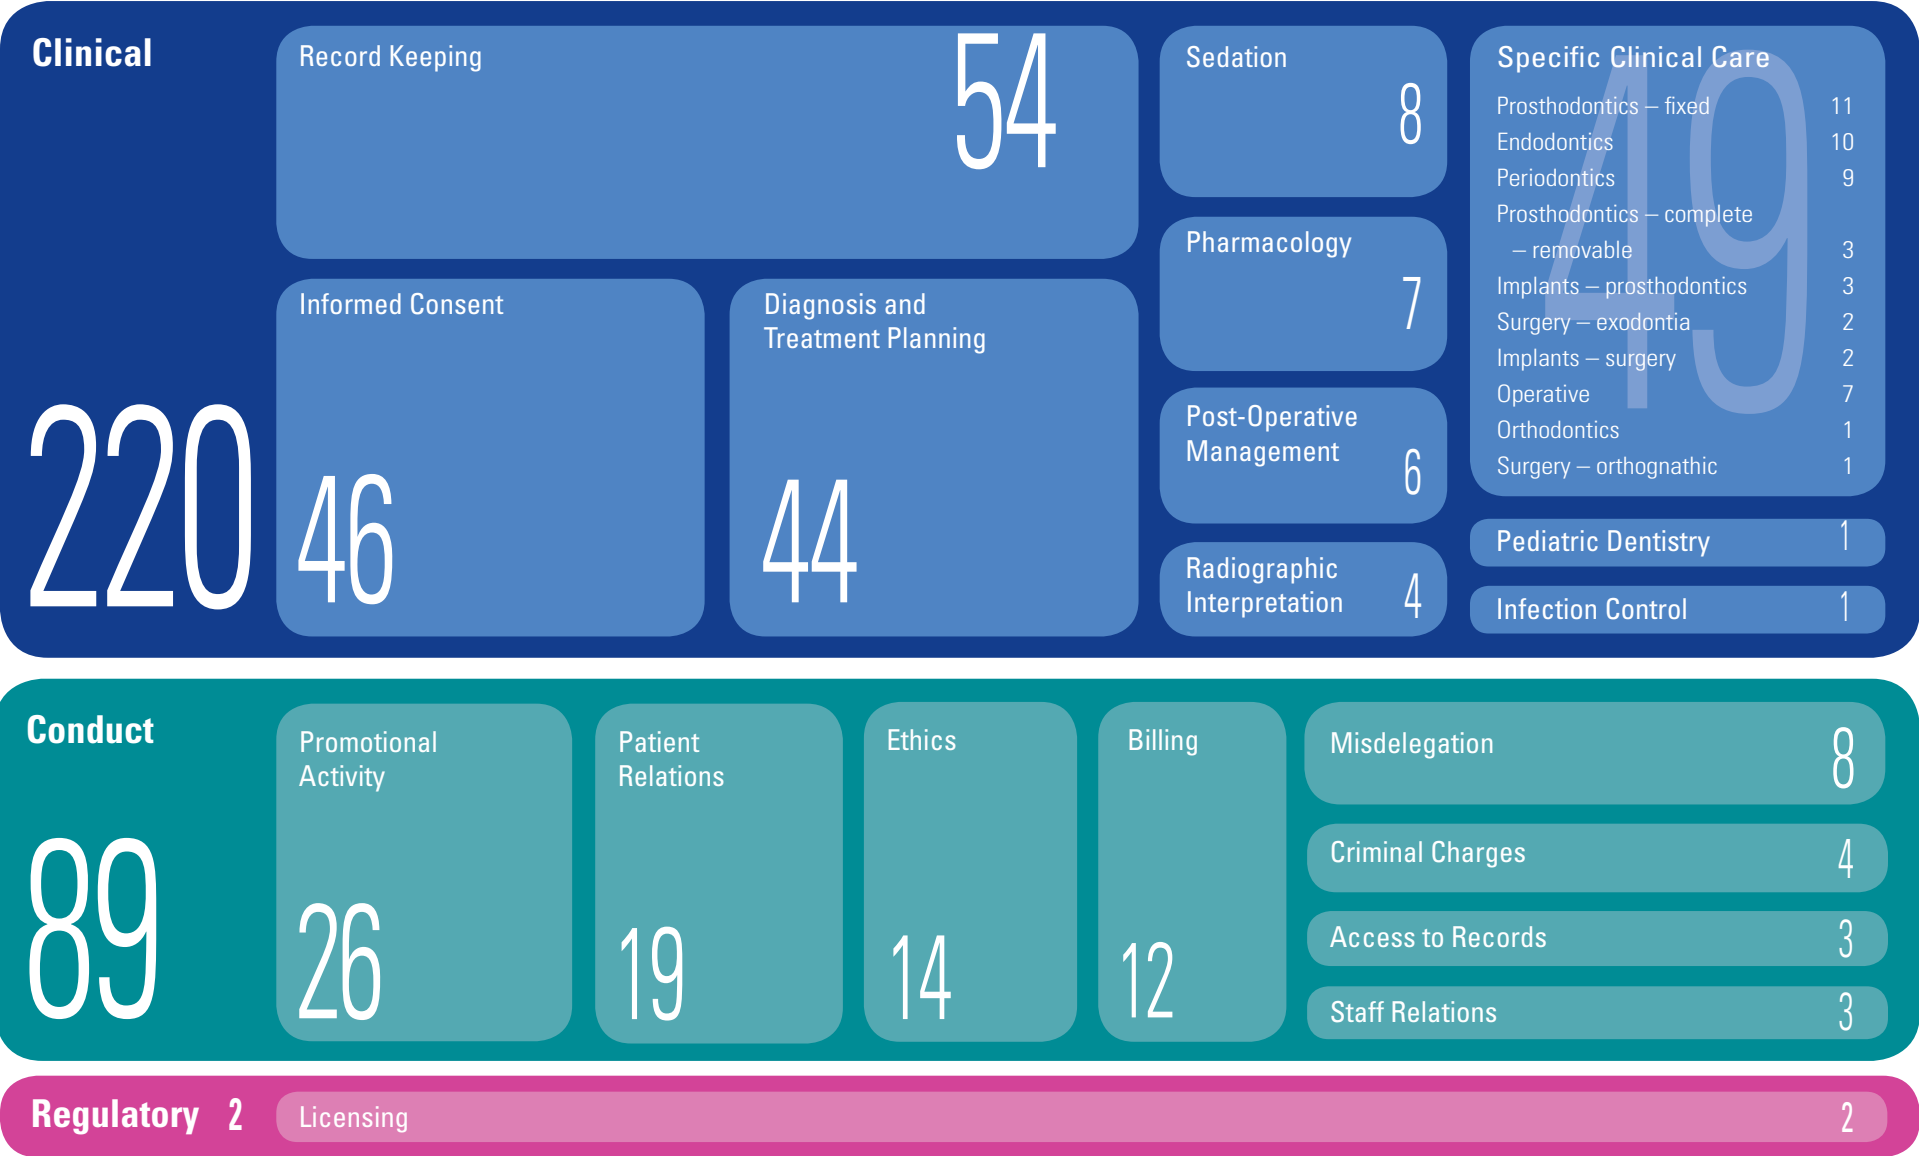 Clinical
220
Record Keeping
54
Informed Consent
46
Diagnosis and
Treatment Planning
44
Sedation
8
Pharmacology
7
Post-Operative
Management
6
Radiographic
Interpretation
4
Specific Clinical Care
49
Prosthodontics – fixed 11
Endodontics 10
Periodontics 9
Prosthodontics – complete
– removable 3
Implants – prosthodontics 3
Surgery – exodontia 2
Implants – surgery 2
Operative 7
Orthodontics 1
Surgery – orthognathic 1
Pediatric Dentistry 1
Infection Control 1
Conduct
89
Promotional
Activity
26
Patient
Relations
19
Ethics
14
Billing
12
Misdelegation 8
Criminal Charges 4
Access to Records 3
Staff Relations 3
Regulatory 2
Licensing 2